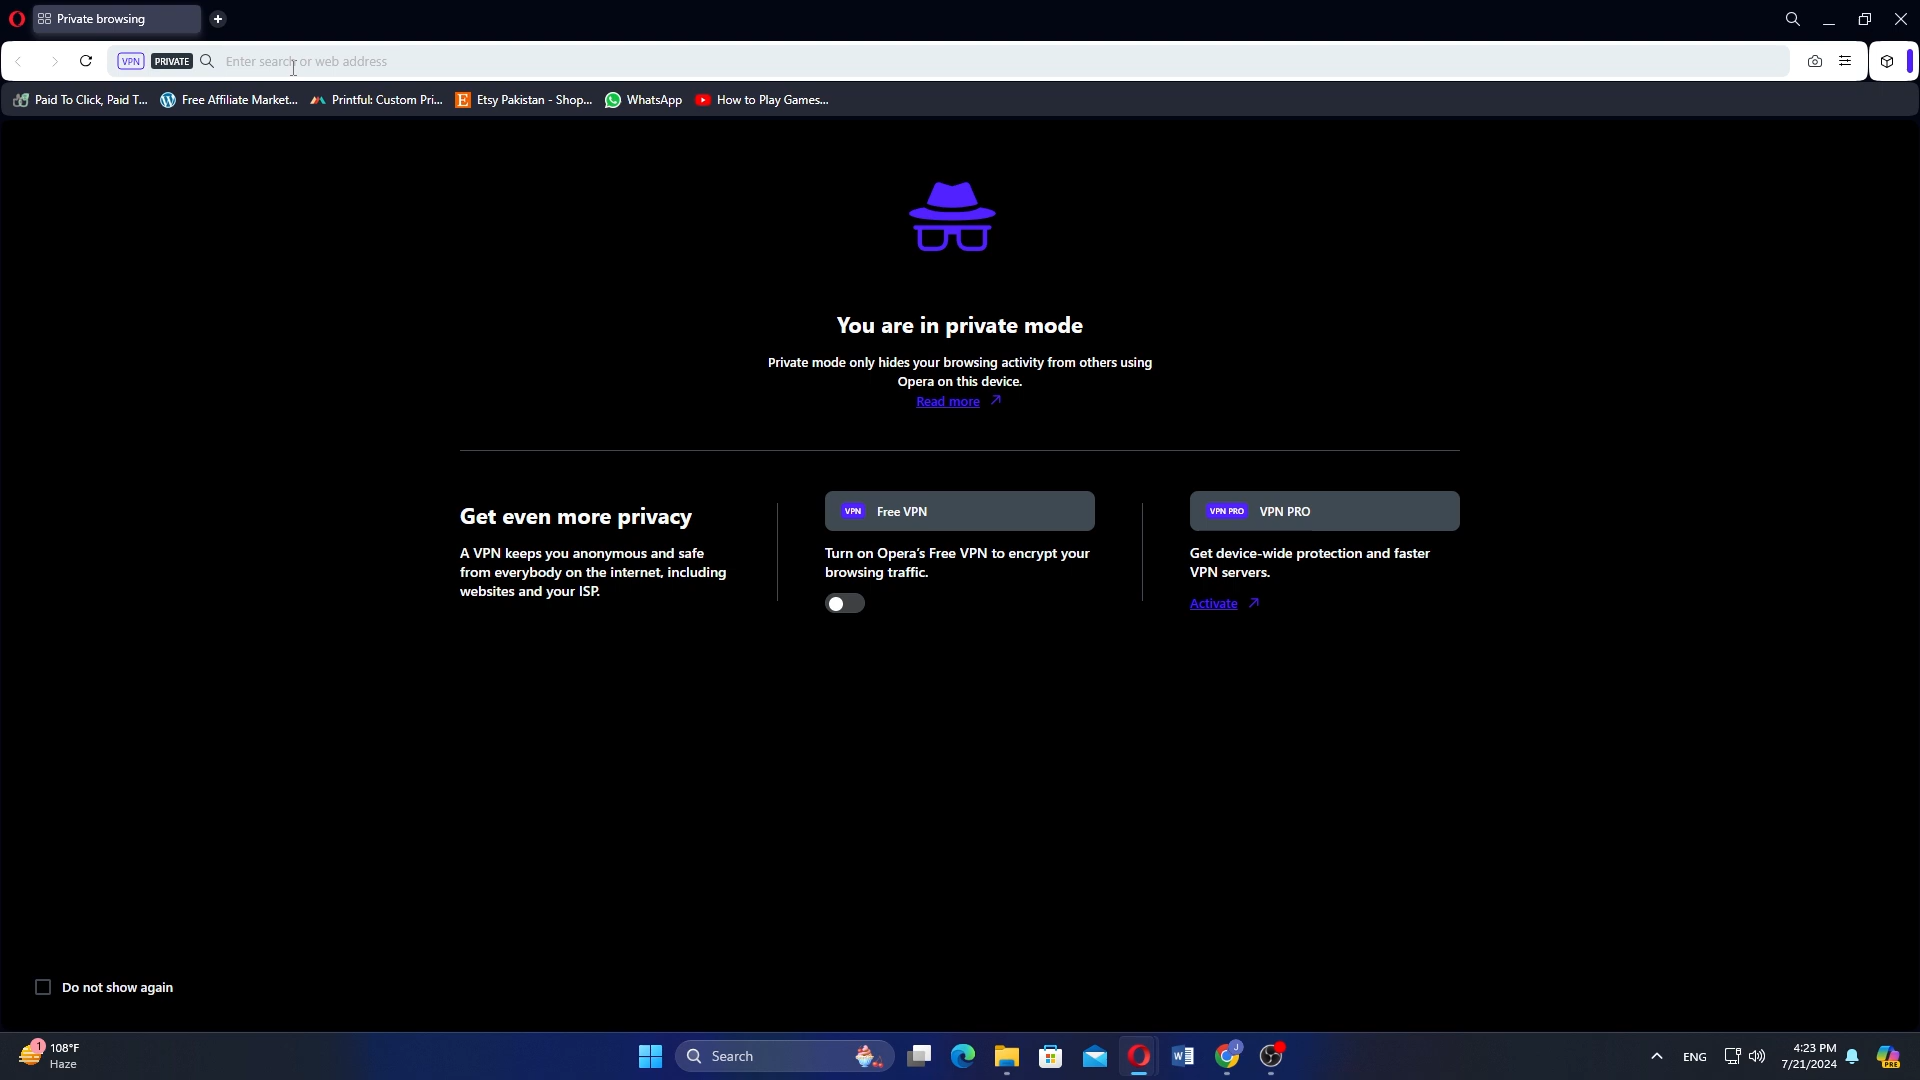 Private browsing
VPN PRIVATE Enter search or web address
Paid To Click, Paid T... Free Affiliate Market... Printful: Custom Pri... Etsy Pakistan - Shop... WhatsApp How to Play Games...
You are in private mode
Private mode only hides your browsing activity from others using
Opera on this device.
Read more
Get even more privacy
A VPN keeps you anonymous and safe
from everybody on the internet, including
websites and your ISP.
VPN Free VPN
Turn on Opera's Free VPN to encrypt your
browsing traffic.
VPN PRO VPN PRO
Get device-wide protection and faster
VPN servers.
Activate
Do not show again
1 108°F
Haze
Search
J
ENG
4:23 PM
7/21/2024
PRE